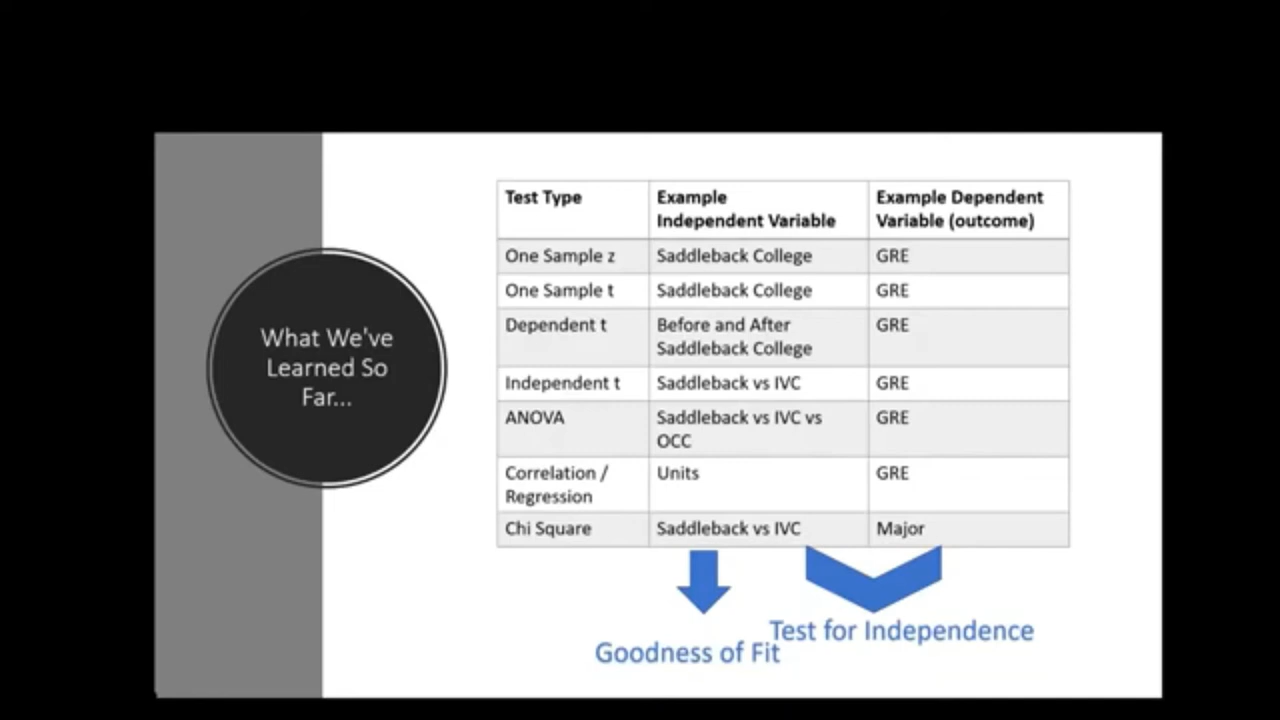 What We've
Learned So
Far...
Test Type
Example
Independent Variable
Example Dependent
Variable (outcome)
One Sample z
Saddleback College
GRE
One Sample t
Saddleback College
GRE
Dependent t
Before and After
Saddleback College
GRE
Independent t
Saddleback vs IVC
GRE
ANOVA
Saddleback vs IVC vs
OCC
GRE
Correlation /
Regression
Units
GRE
Chi Square
Saddleback vs IVC
Major
Goodness of Fit
Test for Independence